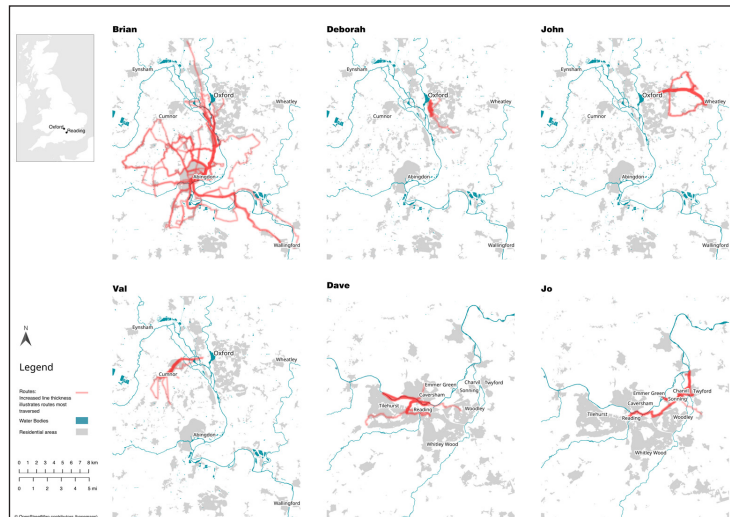 Brian
Deborah
John
Oxford
Reading
Eynsham
Oxford
Cumnor
Wheatley
Abingdon
Wallingford
Eynsham
Oxford
Cumnor
Wheatley
Abingdon
Wallingford
Eynsham
Oxford
Cumnor
Wheatley
Abingdon
Wallingford
Val
Dave
Jo
Eynsham
Oxford
Cumnor
Wheatley
Abingdon
Wallingford
Emmer Green
Charvil
Twyford
Sonning
Caversham
Tilehurst
Reading
Woodley
Whitley Wood
Emmer Green
Charvil
Twyford
Sonning
Caversham
Tilehurst
Reading
Woodley
Whitley Wood
N
Legend
Routes:
Increased line thickness
illustrates routes most
traversed
Water Bodies
Residential areas
0 1 2 3 4 5 6 7 8 km
0 1 2 3 4 5 mi